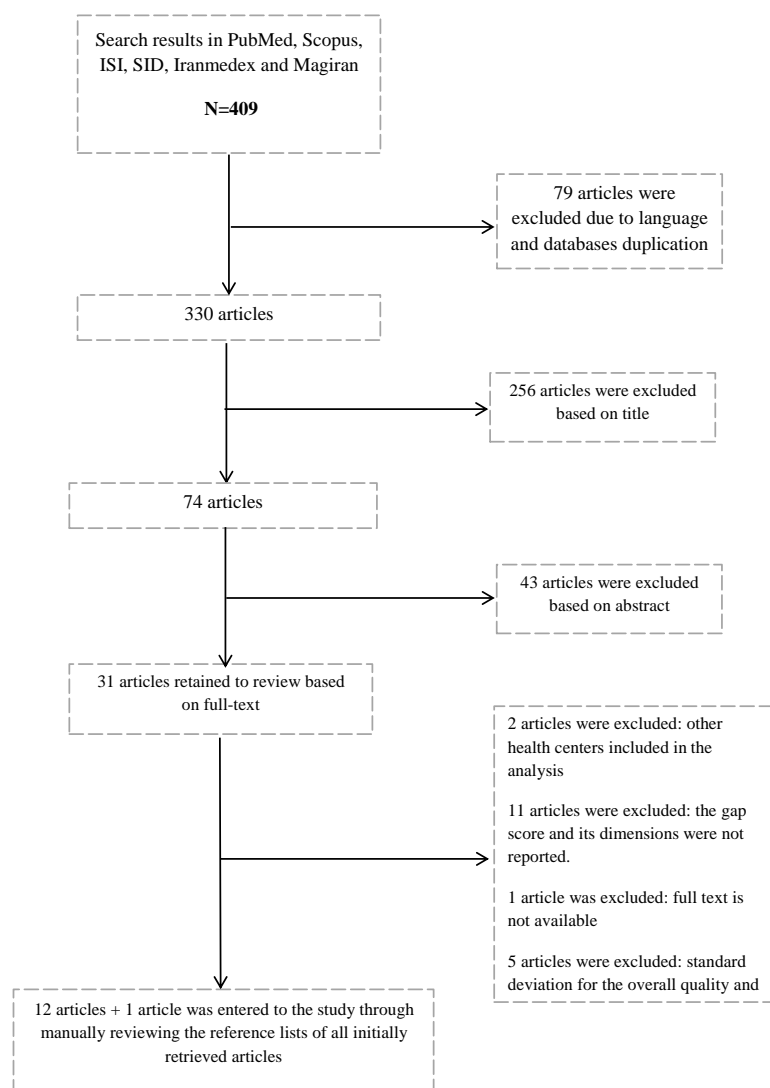 Search results in PubMed, Scopus,
ISI, SID, Iranmedex and Magiran
N=409
79 articles were
excluded due to language
and databases duplication
330 articles
256 articles were excluded
based on title
74 articles
43 articles were excluded
based on abstract
31 articles retained to review based
on full-text
2 articles were excluded: other
health centers included in the
analysis
11 articles were excluded: the gap
score and its dimensions were not
reported.
1 article was excluded: full text is
not available
5 articles were excluded: standard
deviation for the overall quality and
12 articles + 1 article was entered to the study through
manually reviewing the reference lists of all initially
retrieved articles